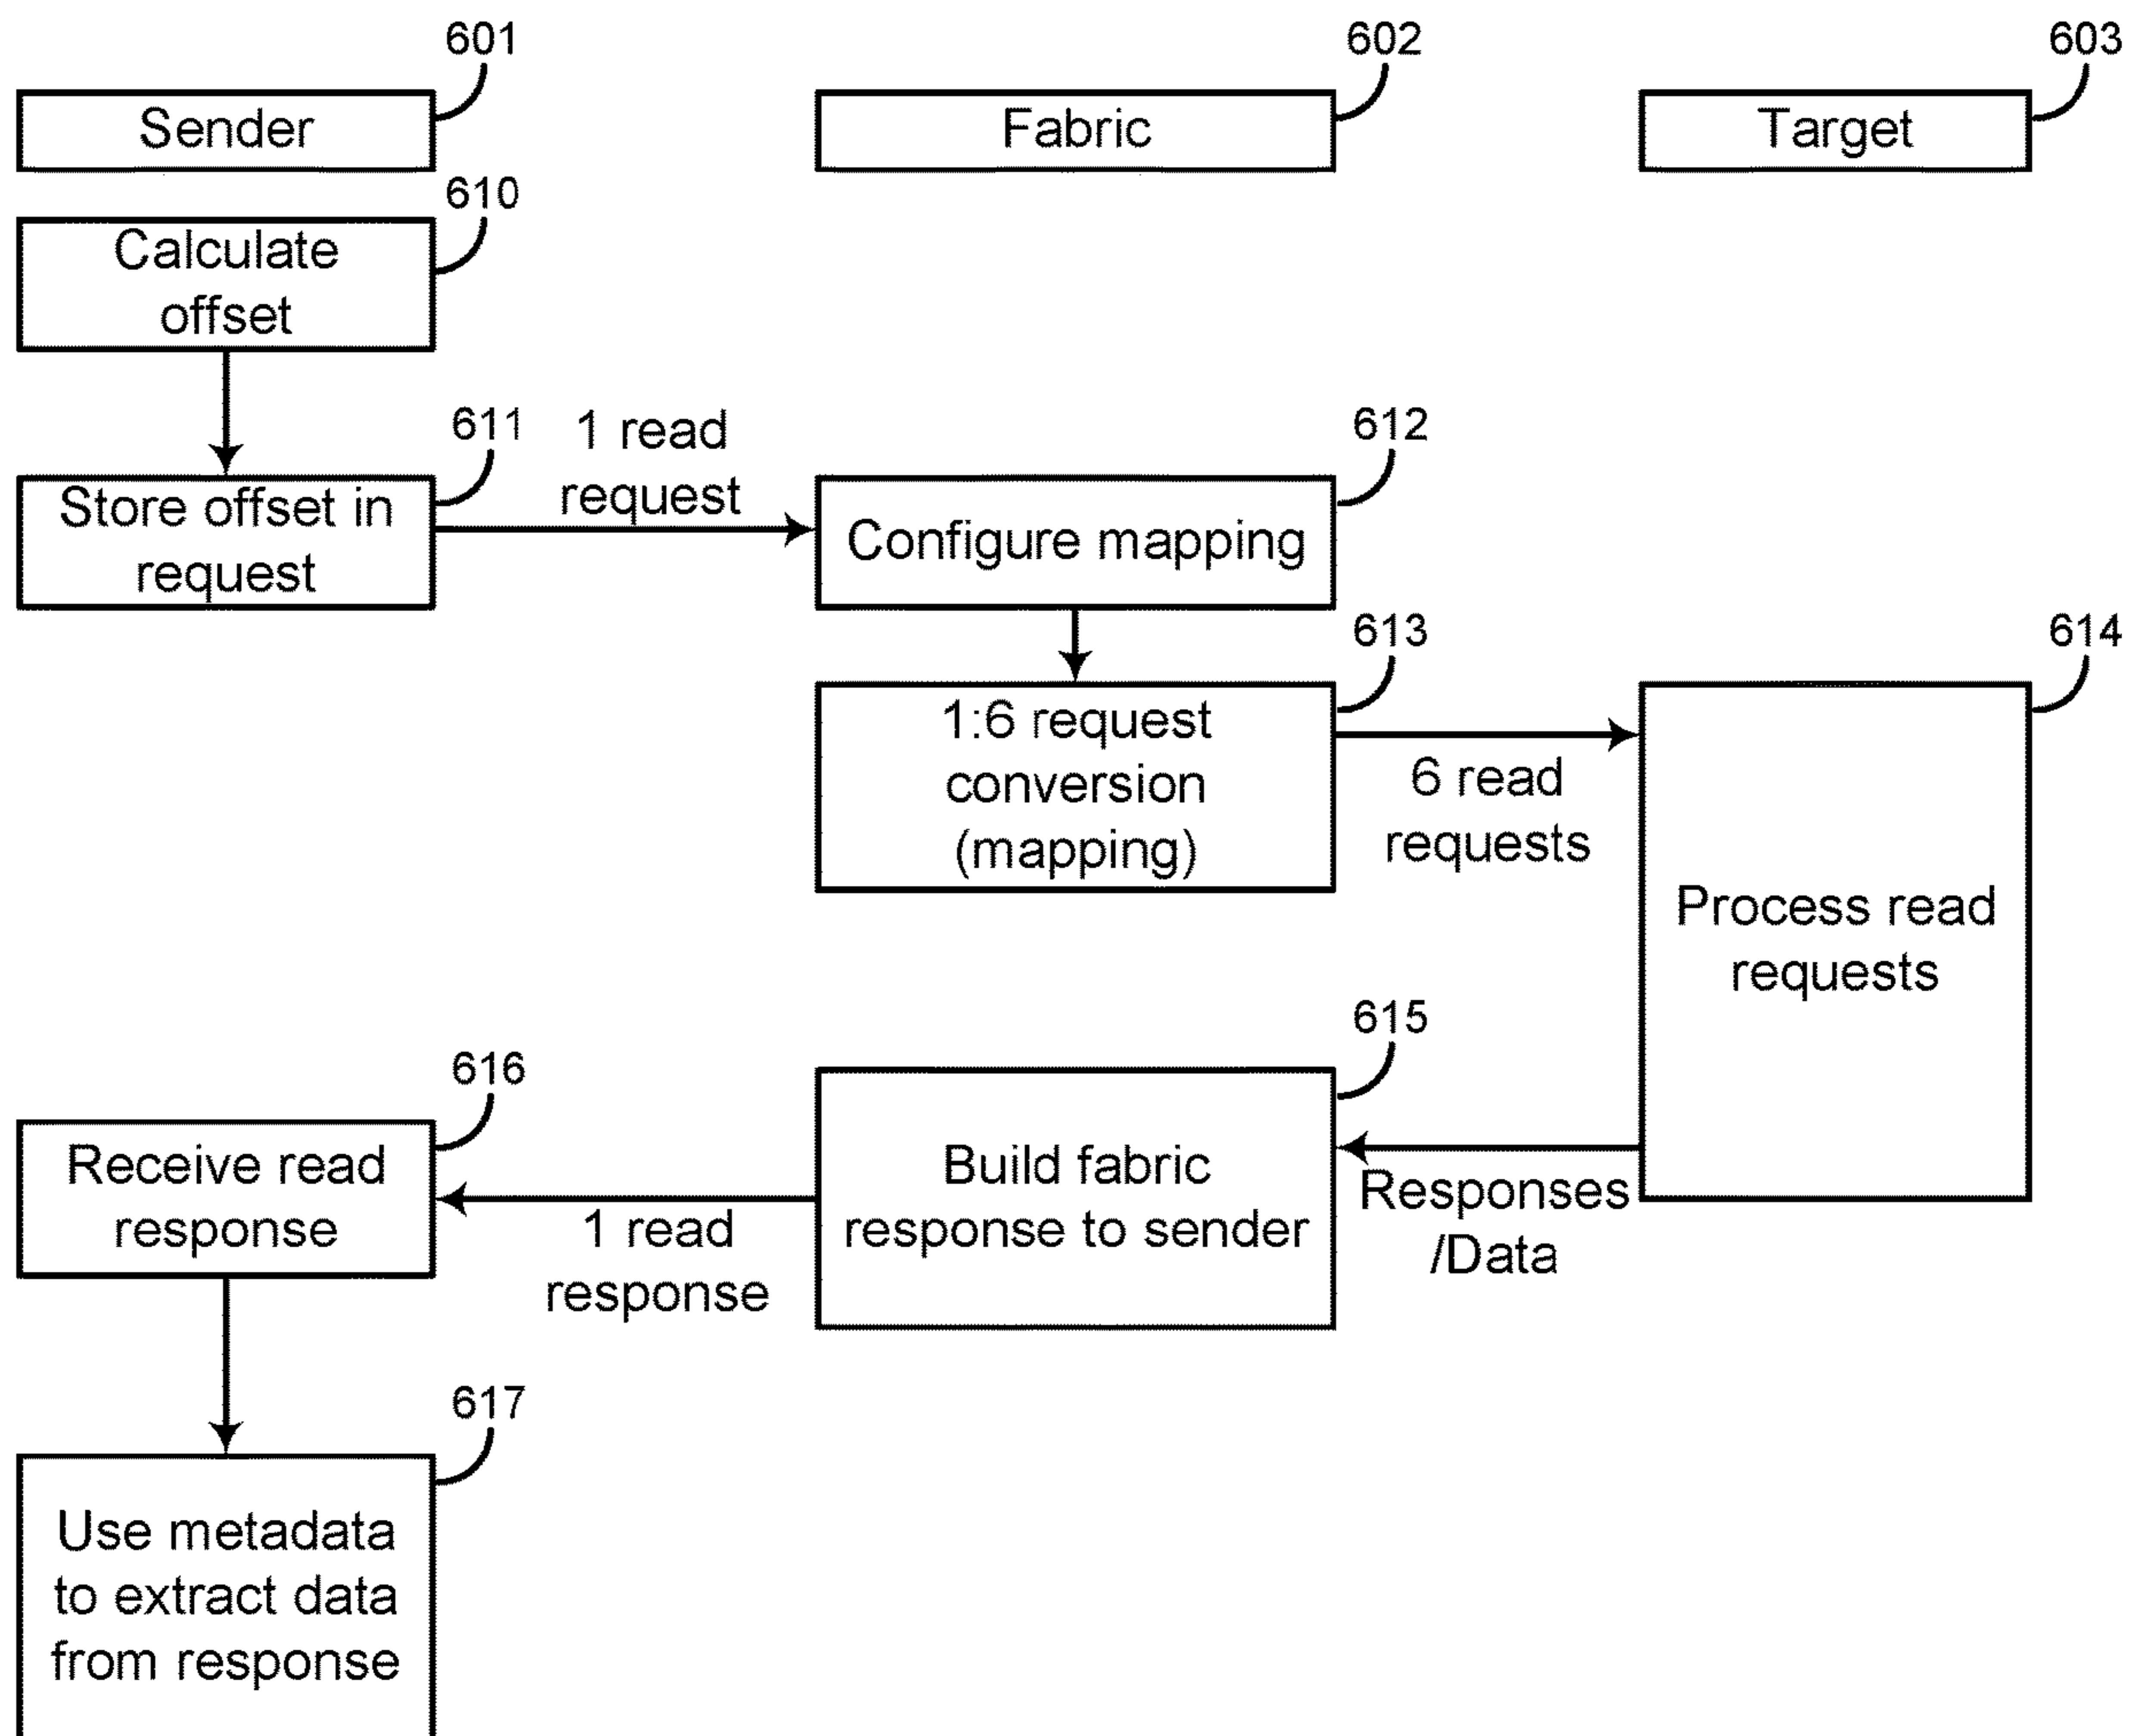 601
602
603
Sender
Fabric
Target
610
Calculate
offset
611
1 read
request
612
Store offset in
request
Configure mapping
613
614
1:6 request
conversion
(mapping)
6 read
requests
Process read
requests
615
616
Receive read
response
1 read
response
Build fabric
response to sender
Responses
/Data
617
Use metadata
to extract data
from response